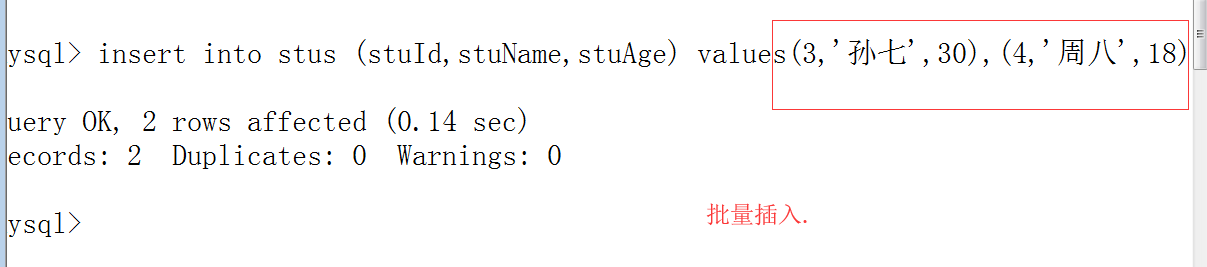 ysql> insert into stus (stuId,stuName,stuAge) values(3,'孙七',30),(4,'周八',18)
uery OK, 2 rows affected (0.14 sec)
ecords: 2  Duplicates: 0  Warnings: 0
ysql>
批量插入.